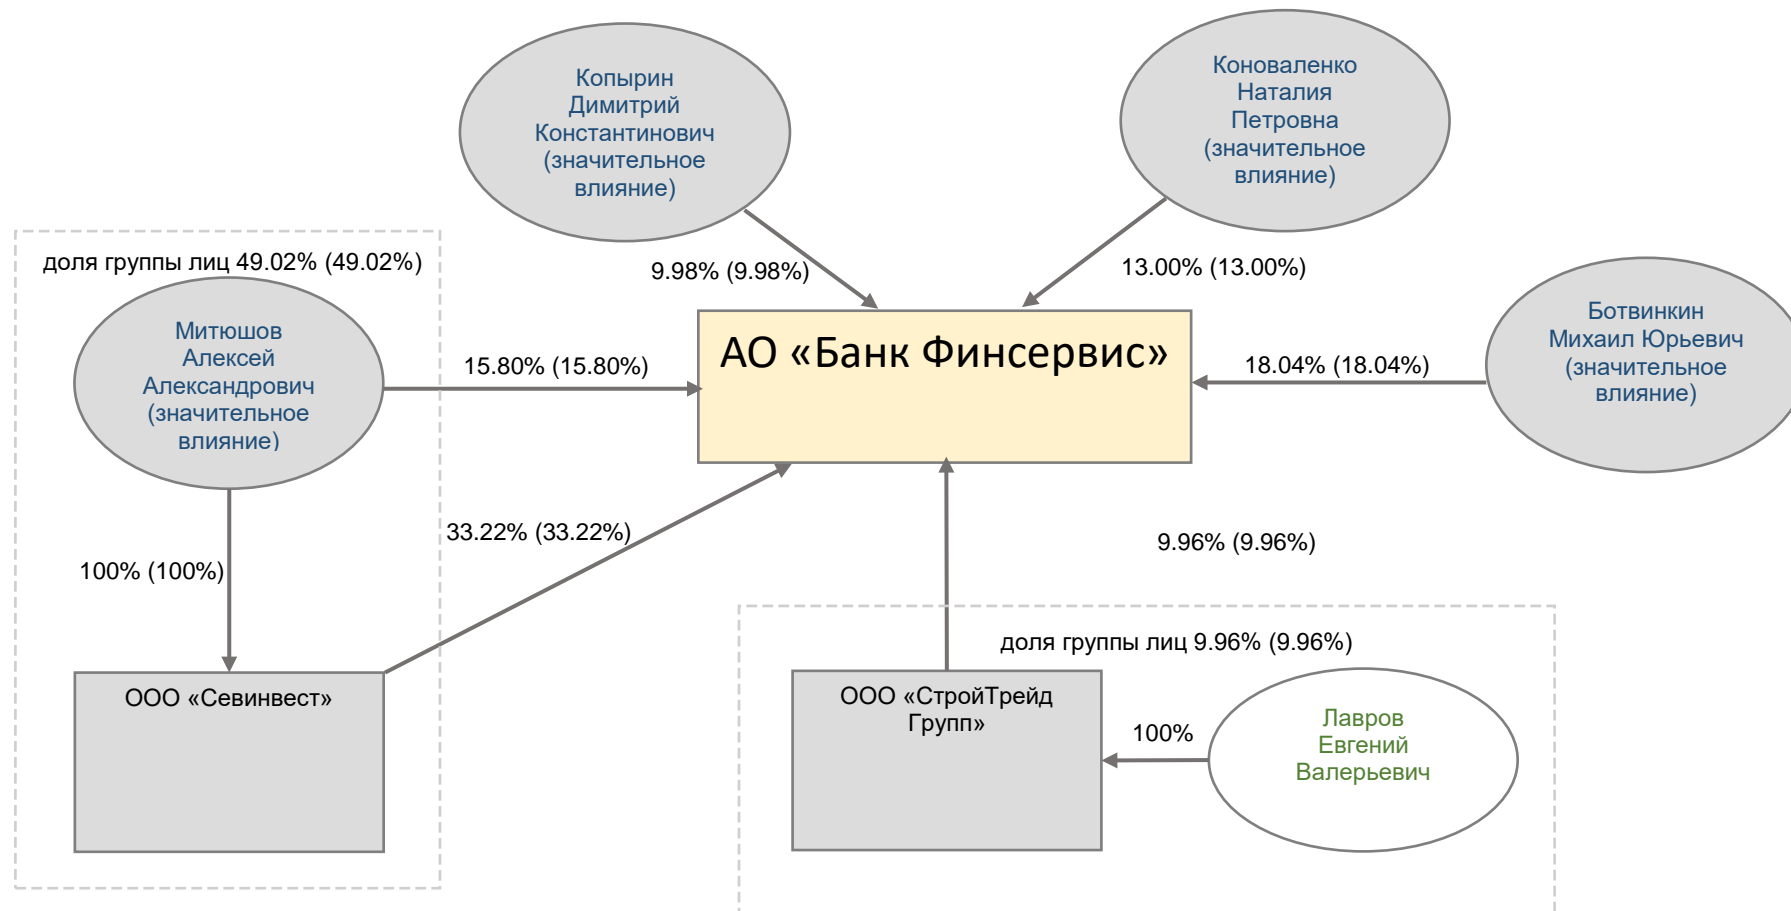 Копырин
Димитрий
Константинович
(значительное
влияние)
Коноваленко
Наталия
Петровна
(значительное
влияние)
доля группы лиц 49.02% (49.02%)
9.98% (9.98%)
13.00% (13.00%)
Митюшов
Алексей
Александрович
(значительное
влияние)
15.80% (15.80%)
АО «Банк Финсервис»
18.04% (18.04%)
Ботвинкин
Михаил Юрьевич
(значительное
влияние)
100% (100%)
33.22% (33.22%)
9.96% (9.96%)
доля группы лиц 9.96% (9.96%)
ООО «Севинвест»
ООО «СтройТрейд
Групп»
100%
Лавров
Евгений
Валерьевич